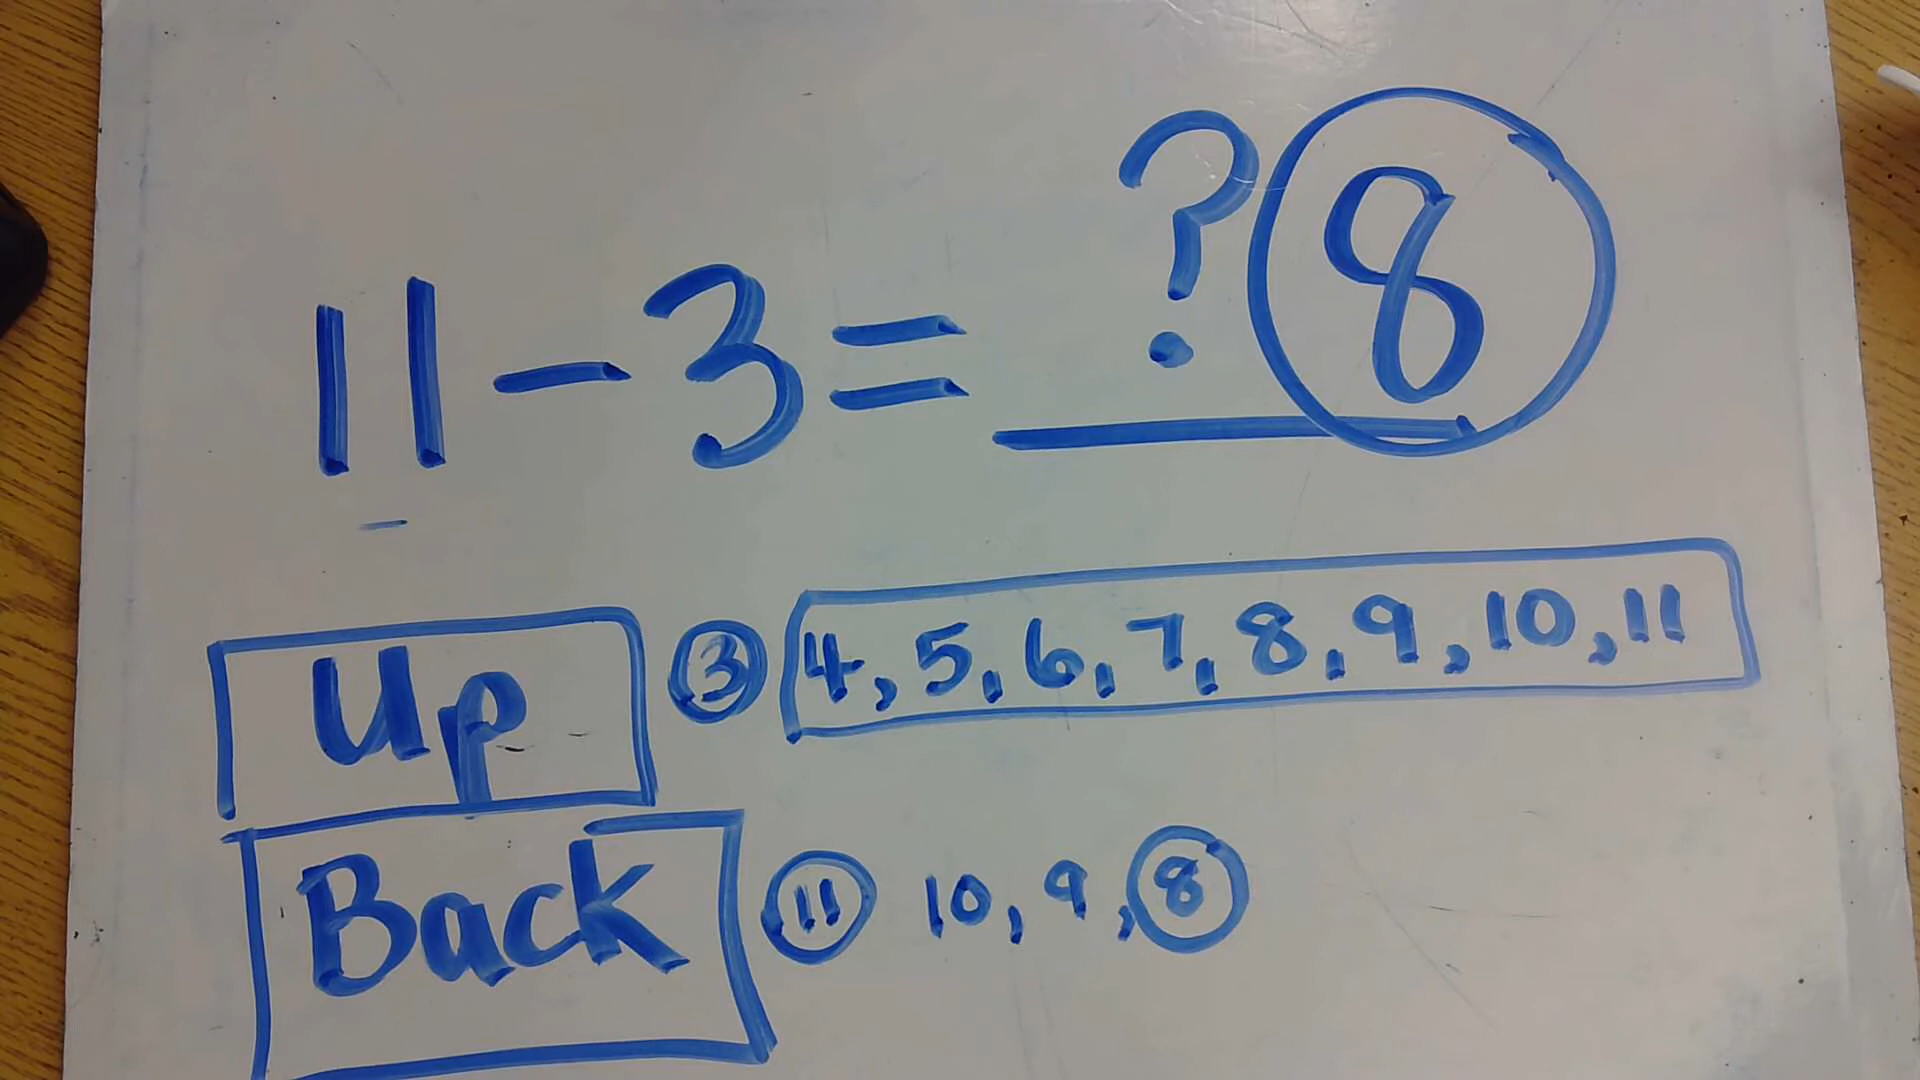 11 - 3 = ? 8
Up 3 4, 5, 6, 7, 8, 9, 10, 11
Back 11 10, 9, 8